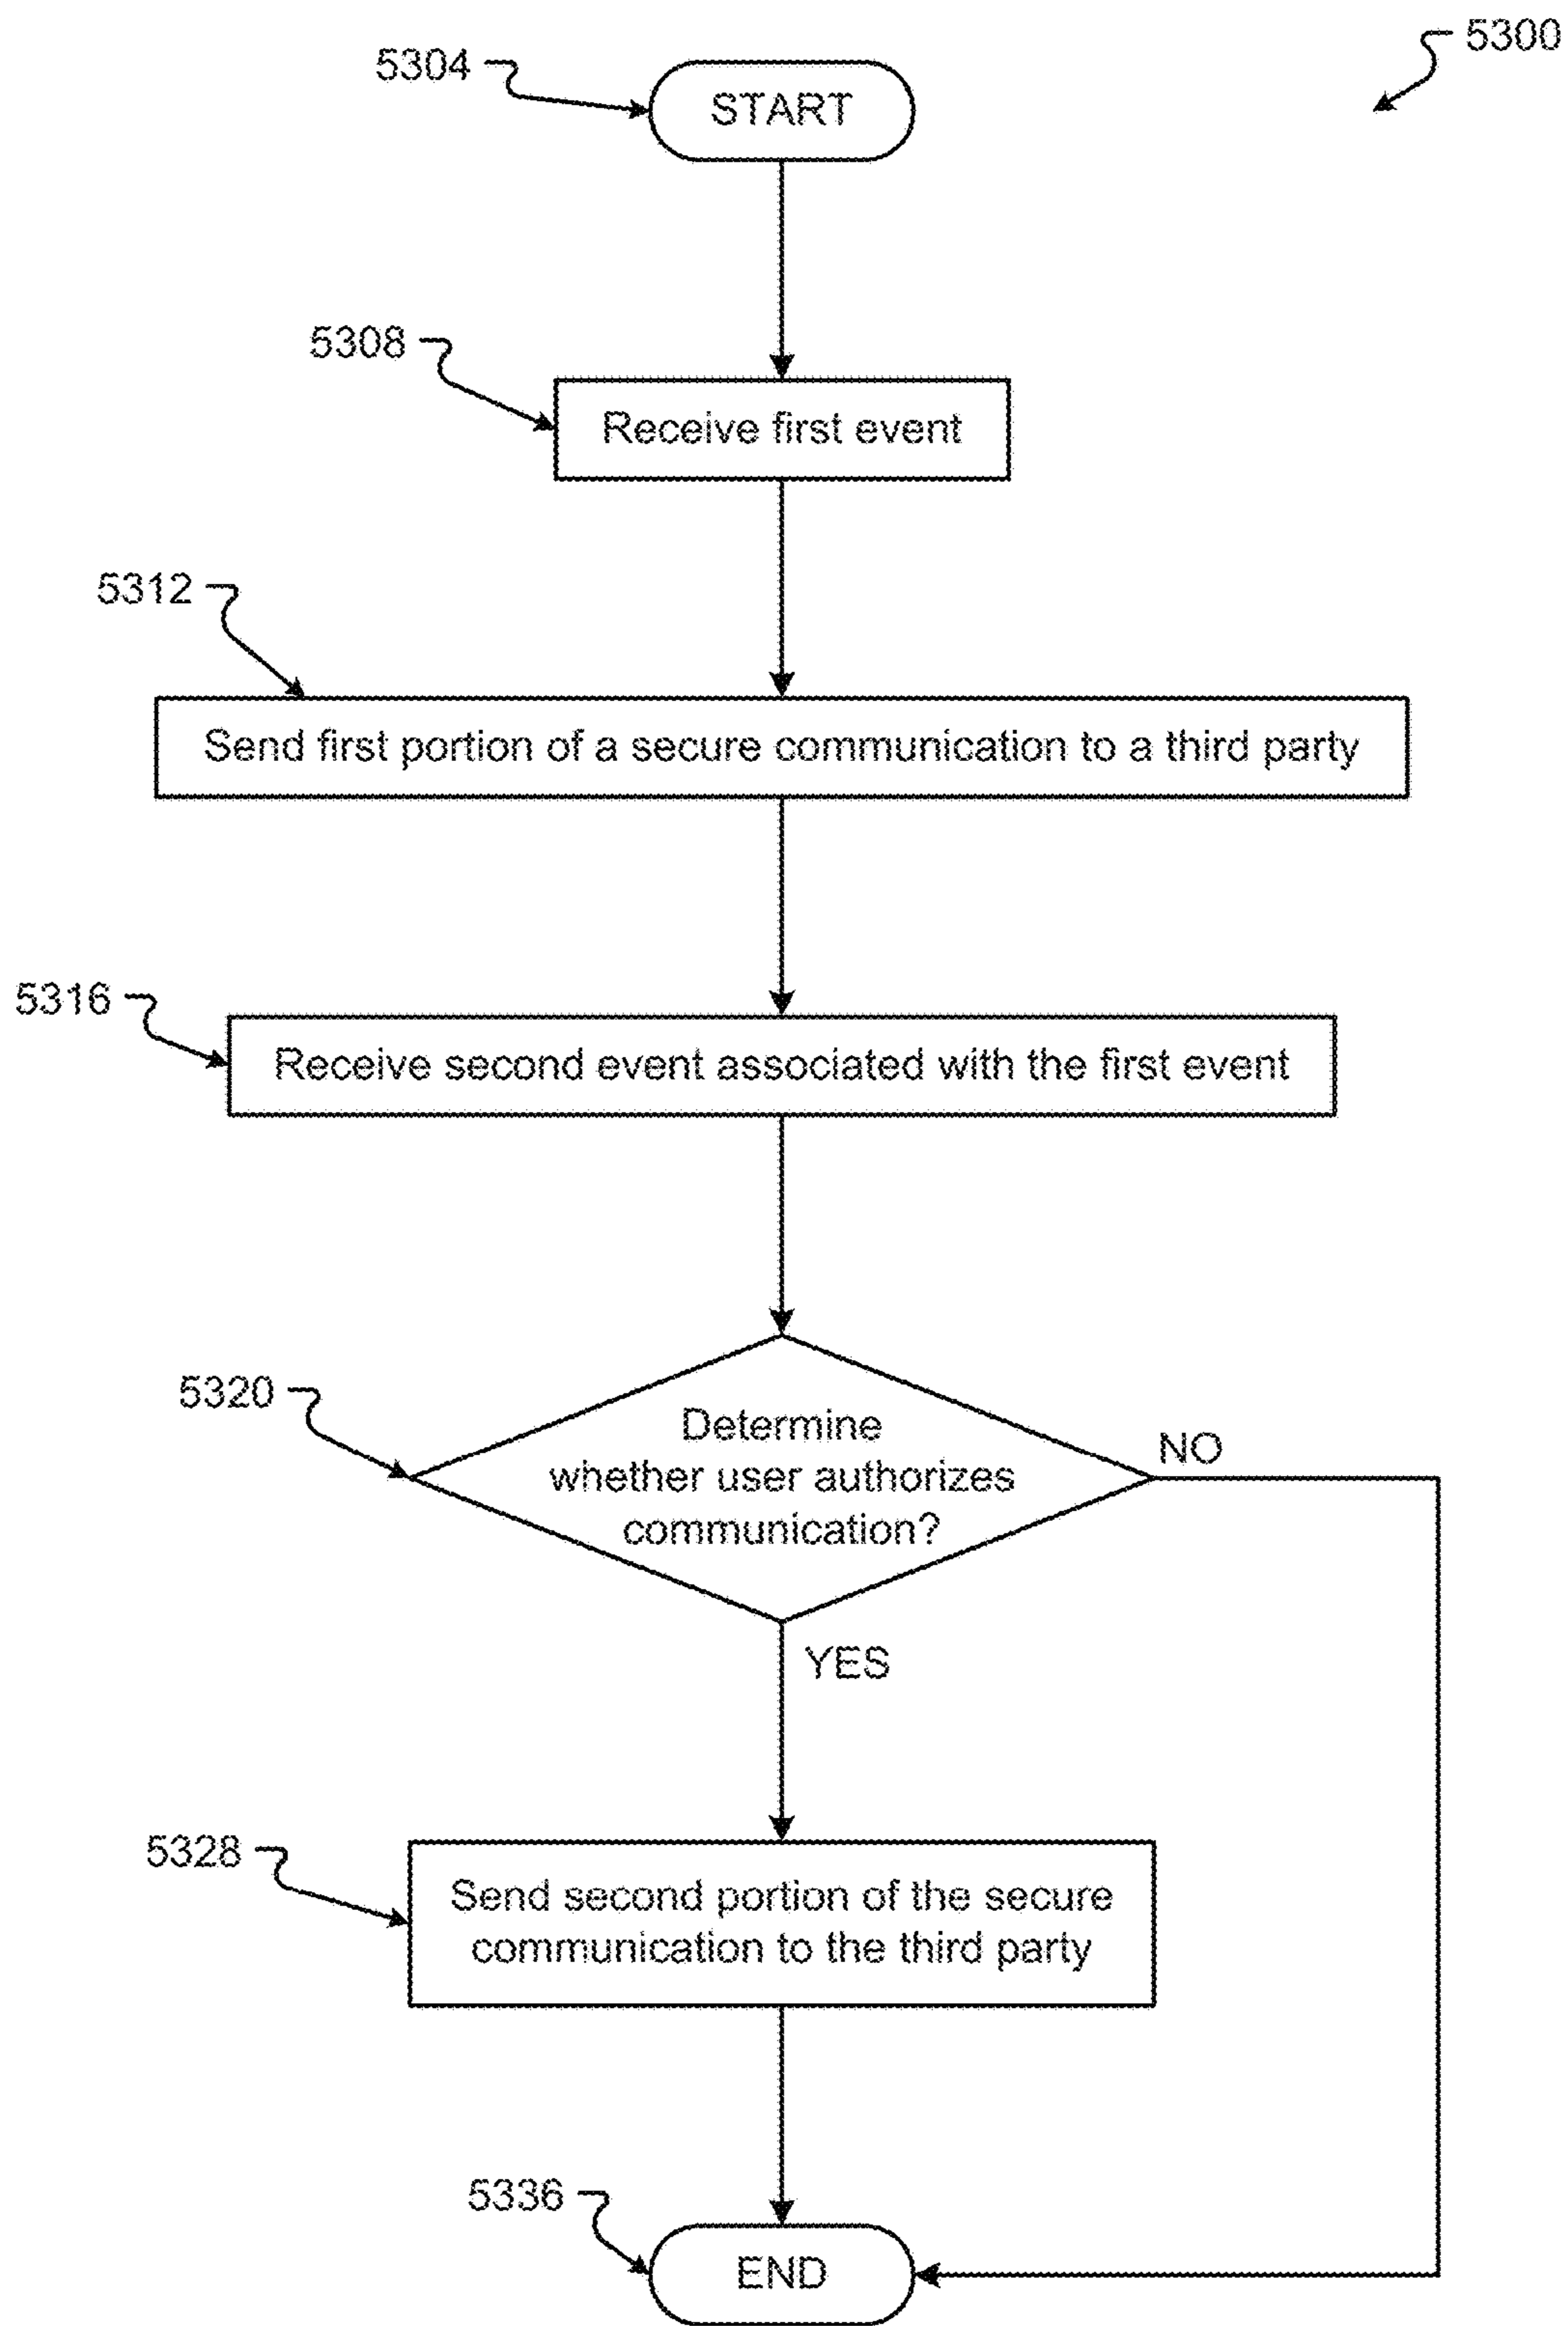 5300
5304
START
5308
Receive first event
5312
Send first portion of a secure communication to a third party
5316
Receive second event associated with the first event
5320
Determine
whether user authorizes
communication?
NO
YES
5328
Send second portion of the secure
communication to the third party
5336
END